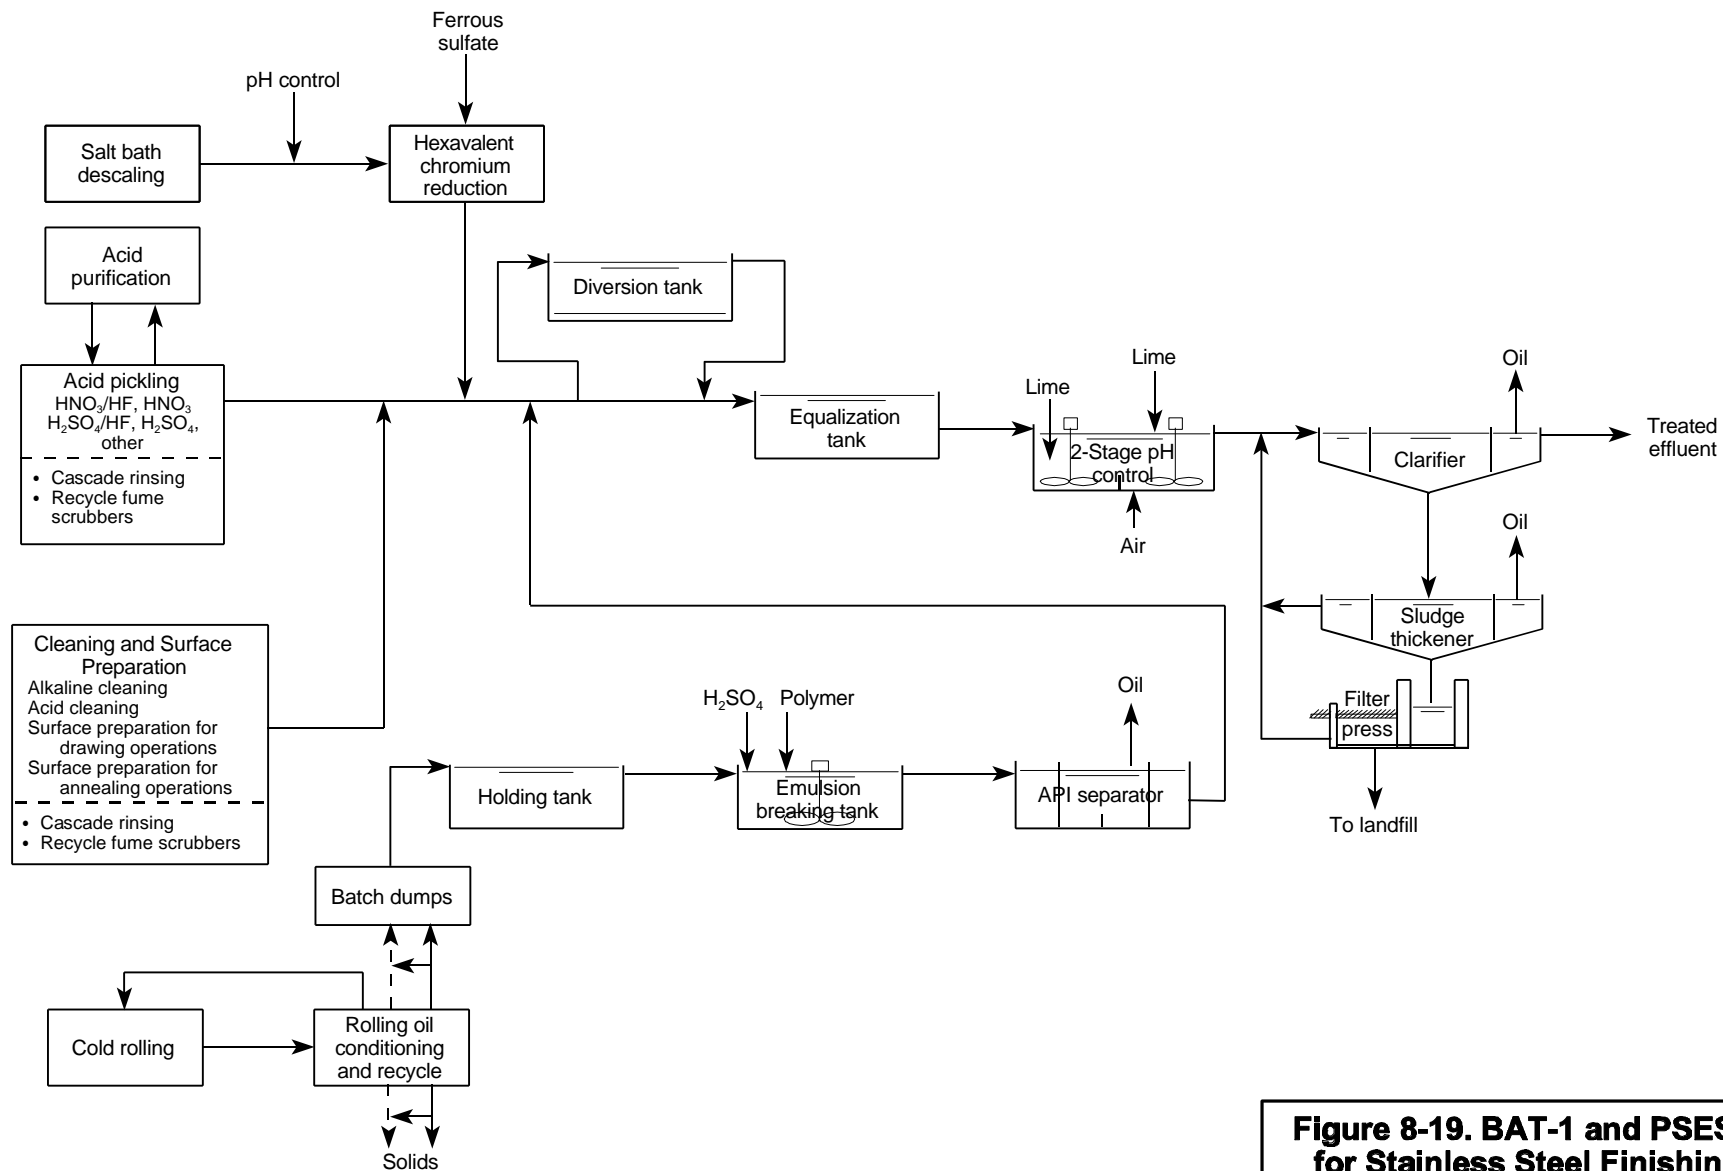 Ferrous
sulfate
pH control
Salt bath
descaling
Hexavalent
chromium
reduction
Acid
purification
Diversion tank
Acid pickling
HNO₃/HF, HNO₃
H₂SO₄/HF, H₂SO₄,
other
• Cascade rinsing
• Recycle fume
scrubbers
Equalization
tank
Lime
Lime
2-Stage pH
control
Air
Oil
Clarifier
Treated
effluent
Oil
Sludge
thickener
Filter
press
To landfill
Cleaning and Surface
Preparation
Alkaline cleaning
Acid cleaning
Surface preparation for
drawing operations
Surface preparation for
annealing operations
• Cascade rinsing
• Recycle fume scrubbers
H₂SO₄ Polymer
Oil
Holding tank
Emulsion
breaking tank
API separator
Batch dumps
Cold rolling
Rolling oil
conditioning
and recycle
Solids
Figure 8-19. BAT-1 and PSES
for Stainless Steel Finishin